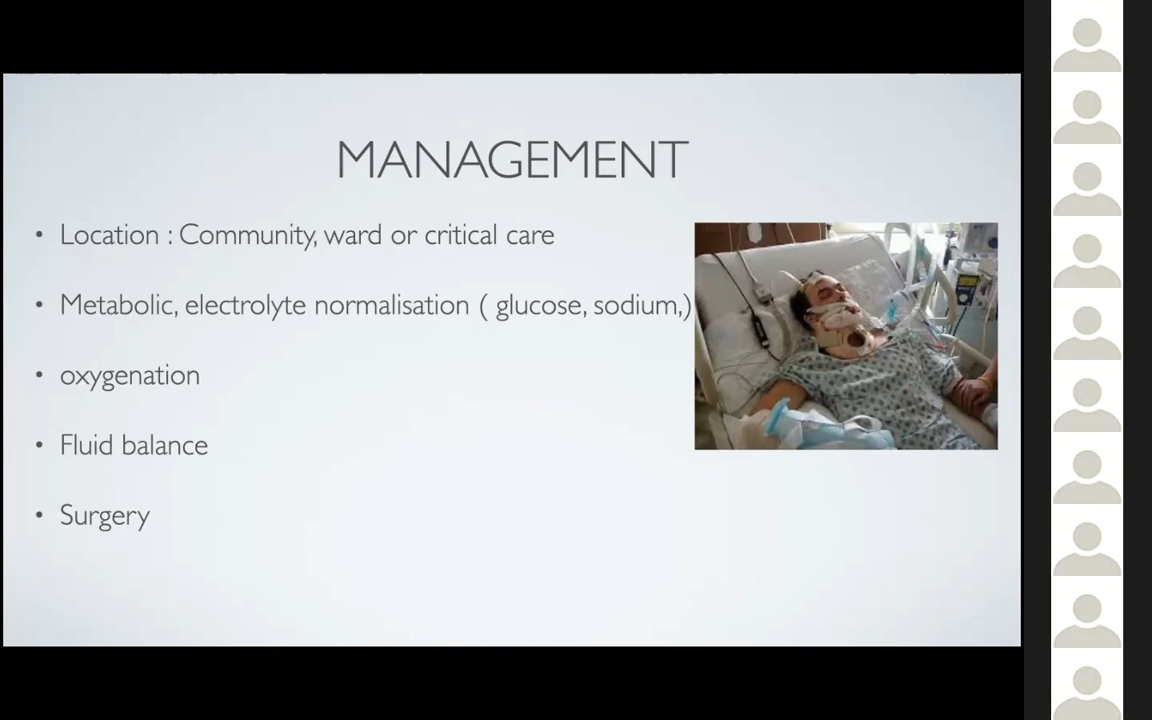 MANAGEMENT
• Location : Community, ward or critical care
• Metabolic, electrolyte normalisation ( glucose, sodium,)
• oxygenation
• Fluid balance
• Surgery